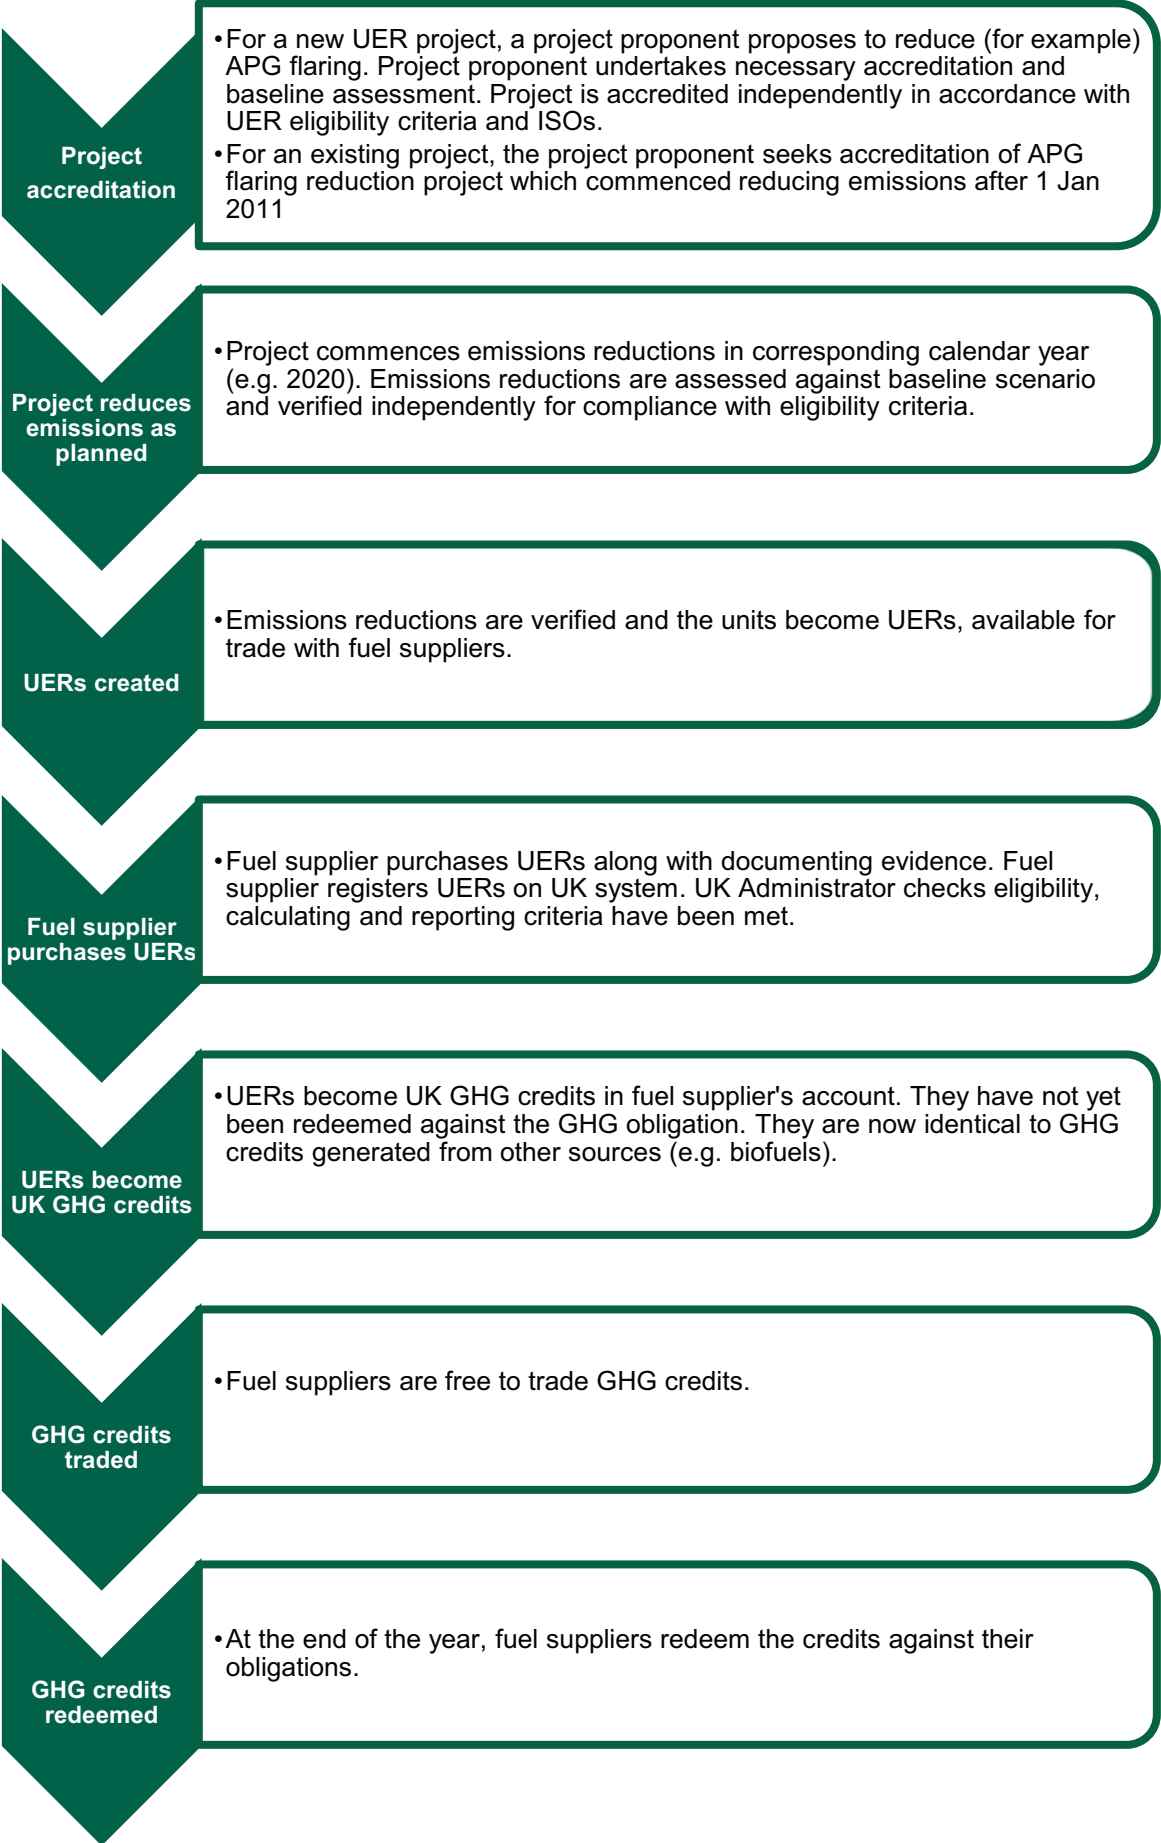 Project
accreditation
•For a new UER project, a project proponent proposes to reduce (for example)
APG flaring. Project proponent undertakes necessary accreditation and
baseline assessment. Project is accredited independently in accordance with
UER eligibility criteria and ISOs.
•For an existing project, the project proponent seeks accreditation of APG
flaring reduction project which commenced reducing emissions after 1 Jan
2011
Project reduces
emissions as
planned
•Project commences emissions reductions in corresponding calendar year
(e.g. 2020). Emissions reductions are assessed against baseline scenario
and verified independently for compliance with eligibility criteria.
UERs created
•Emissions reductions are verified and the units become UERs, available for
trade with fuel suppliers.
Fuel supplier
purchases UERs
•Fuel supplier purchases UERs along with documenting evidence. Fuel
supplier registers UERs on UK system. UK Administrator checks eligibility,
calculating and reporting criteria have been met.
UERs become
UK GHG credits
•UERs become UK GHG credits in fuel supplier's account. They have not yet
been redeemed against the GHG obligation. They are now identical to GHG
credits generated from other sources (e.g. biofuels).
GHG credits
traded
•Fuel suppliers are free to trade GHG credits.
GHG credits
redeemed
•At the end of the year, fuel suppliers redeem the credits against their
obligations.